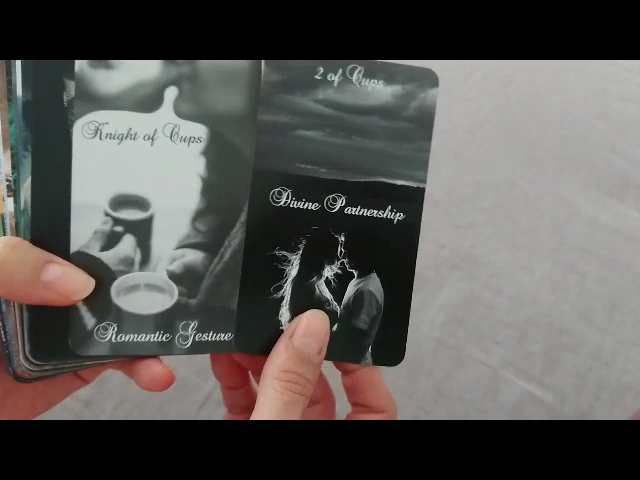 Knight of Cups
Romantic Gesture
2 of Cups
Divine Partnership